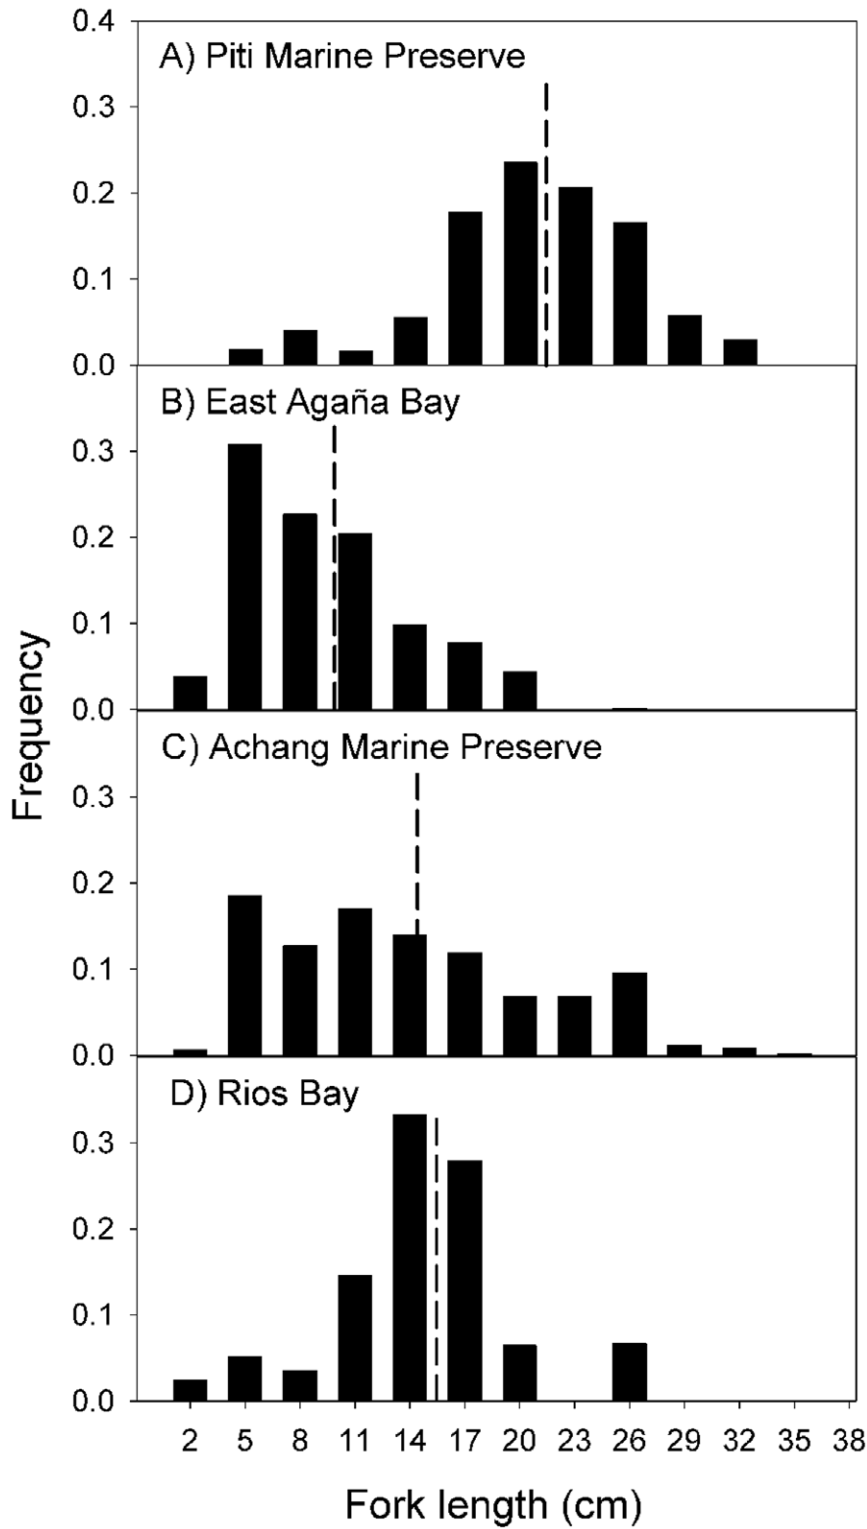 0.4
A) Piti Marine Preserve
0.3
0.2
0.1
0.0
B) East Agaña Bay
0.3
0.2
0.1
0.0
C) Achang Marine Preserve
0.3
0.2
0.1
0.0
D) Rios Bay
0.3
0.2
0.1
0.0
Frequency
2 5 8 11 14 17 20 23 26 29 32 35 38
Fork length (cm)